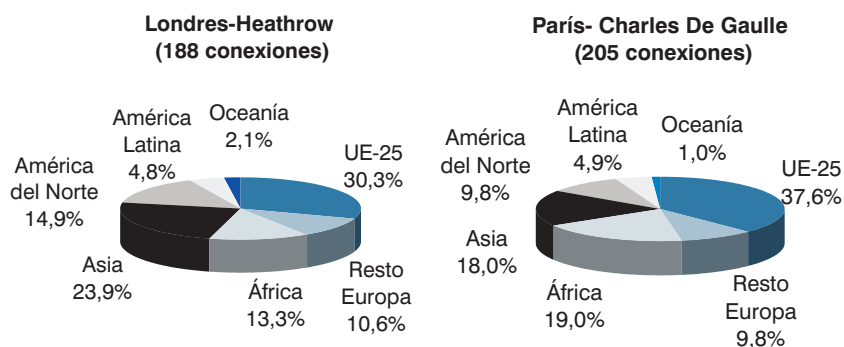 Londres-Heathrow
(188 conexiones)
América
Latina
4,8%
Oceanía
2,1%
UE-25
30,3%
América
del Norte
14,9%
Asia
23,9%
África
13,3%
Resto
Europa
10,6%
París- Charles De Gaulle
(205 conexiones)
América
Latina
4,9%
Oceanía
1,0%
UE-25
37,6%
América
del Norte
9,8%
Asia
18,0%
África
19,0%
Resto
Europa
9,8%